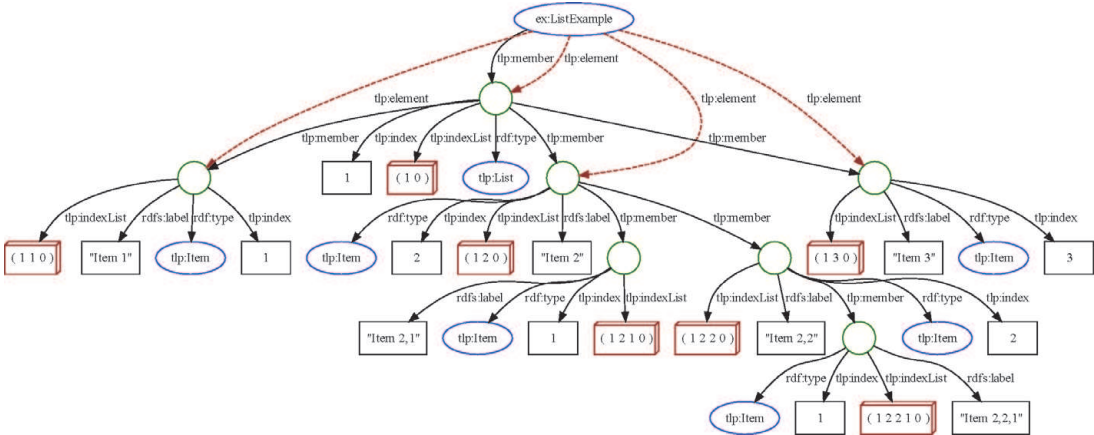 ex:ListExample
tlp:member
tlp:element
tlp:element
tlp:element
tlp:element
tlp:member
tlp:index
tlp:indexList
rdf:type
tlp:member
tlp:member
1
( 1 0 )
tlp:List
tlp:indexList
rdfs:label
rdf:type
tlp:index
rdf:type
tlp:index
tlp:indexList
rdfs:label
tlp:member
tlp:member
tlp:indexList
rdfs:label
rdf:type
tlp:index
( 1 1 0 )
"Item 1"
tlp:Item
1
tlp:Item
2
( 1 2 0 )
"Item 2"
( 1 3 0 )
"Item 3"
tlp:Item
3
rdfs:label
rdf:type
tlp:index
tlp:indexList
tlp:indexList
rdfs:label
tlp:member
rdf:type
tlp:index
"Item 2,1"
tlp:Item
1
( 1 2 1 0 )
( 1 2 2 0 )
"Item 2,2"
tlp:Item
2
rdf:type
tlp:index
tlp:indexList
rdfs:label
tlp:Item
1
( 1 2 2 1 0 )
"Item 2,2,1"